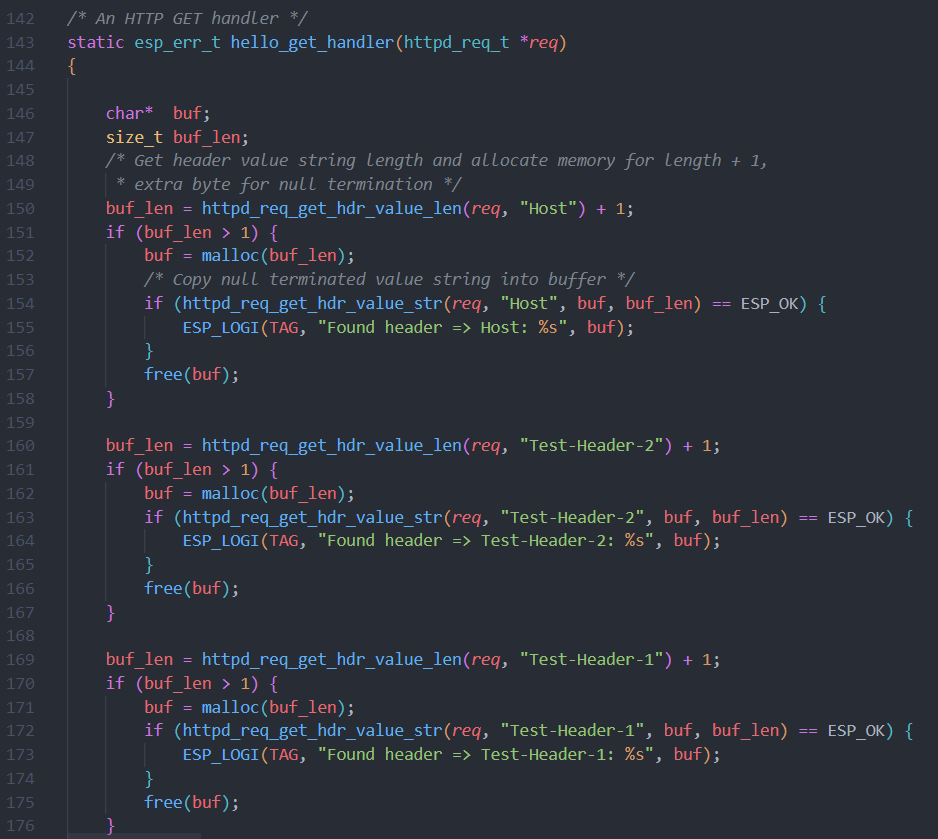 142 /* An HTTP GET handler */
143 static esp_err_t hello_get_handler(httpd_req_t *req)
144 {
145
146     char*  buf;
147     size_t buf_len;
148     /* Get header value string length and allocate memory for length + 1,
149      * extra byte for null termination */
150     buf_len = httpd_req_get_hdr_value_len(req, "Host") + 1;
151     if (buf_len > 1) {
152         buf = malloc(buf_len);
153         /* Copy null terminated value string into buffer */
154         if (httpd_req_get_hdr_value_str(req, "Host", buf, buf_len) == ESP_OK) {
155             ESP_LOGI(TAG, "Found header => Host: %s", buf);
156         }
157         free(buf);
158     }
159
160     buf_len = httpd_req_get_hdr_value_len(req, "Test-Header-2") + 1;
161     if (buf_len > 1) {
162         buf = malloc(buf_len);
163         if (httpd_req_get_hdr_value_str(req, "Test-Header-2", buf, buf_len) == ESP_OK) {
164             ESP_LOGI(TAG, "Found header => Test-Header-2: %s", buf);
165         }
166         free(buf);
167     }
168
169     buf_len = httpd_req_get_hdr_value_len(req, "Test-Header-1") + 1;
170     if (buf_len > 1) {
171         buf = malloc(buf_len);
172         if (httpd_req_get_hdr_value_str(req, "Test-Header-1", buf, buf_len) == ESP_OK) {
173             ESP_LOGI(TAG, "Found header => Test-Header-1: %s", buf);
174         }
175         free(buf);
176     }